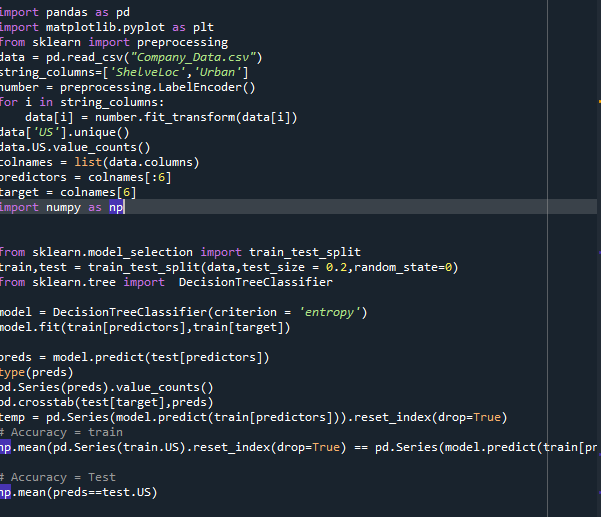 import pandas as pd
import matplotlib.pyplot as plt
from sklearn import preprocessing
data = pd.read_csv("Company_Data.csv")
string_columns=['ShelveLoc','Urban']
number = preprocessing.LabelEncoder()
for i in string_columns:
    data[i] = number.fit_transform(data[i])
data['US'].unique()
data.US.value_counts()
colnames = list(data.columns)
predictors = colnames[:6]
target = colnames[6]
import numpy as np
from sklearn.model_selection import train_test_split
train,test = train_test_split(data,test_size = 0.2,random_state=0)
from sklearn.tree import  DecisionTreeClassifier
model = DecisionTreeClassifier(criterion = 'entropy')
model.fit(train[predictors],train[target])
preds = model.predict(test[predictors])
type(preds)
pd.Series(preds).value_counts()
pd.crosstab(test[target],preds)
temp = pd.Series(model.predict(train[predictors])).reset_index(drop=True)
# Accuracy = train
np.mean(pd.Series(train.US).reset_index(drop=True) == pd.Series(model.predict(train[pr
# Accuracy = Test
np.mean(preds==test.US)